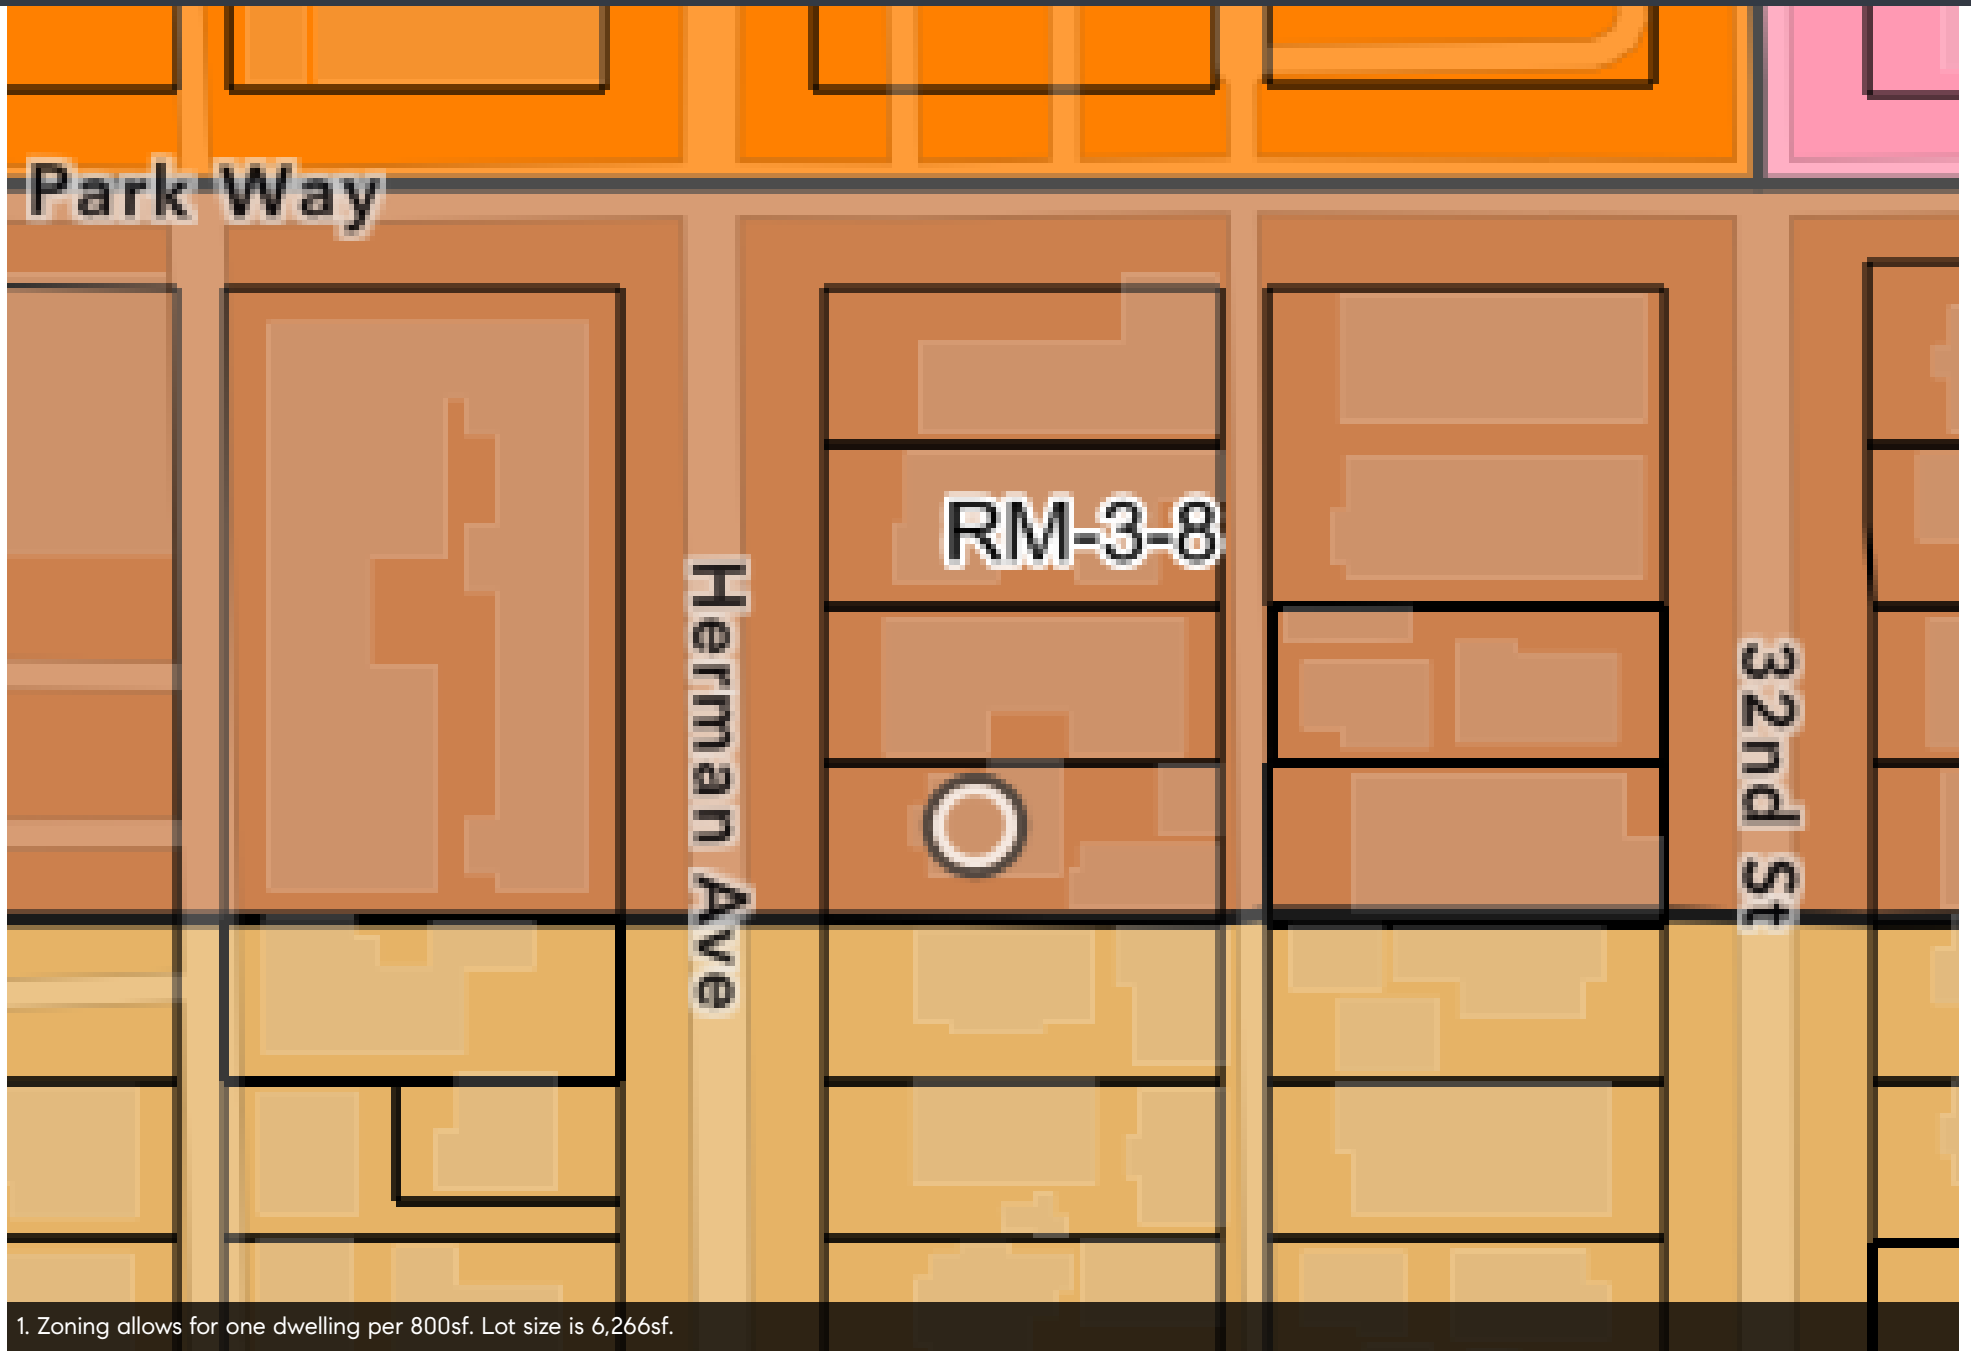 Park Way
RM-3-8
Herman Ave
32nd St
1. Zoning allows for one dwelling per 800sf. Lot size is 6,266sf.